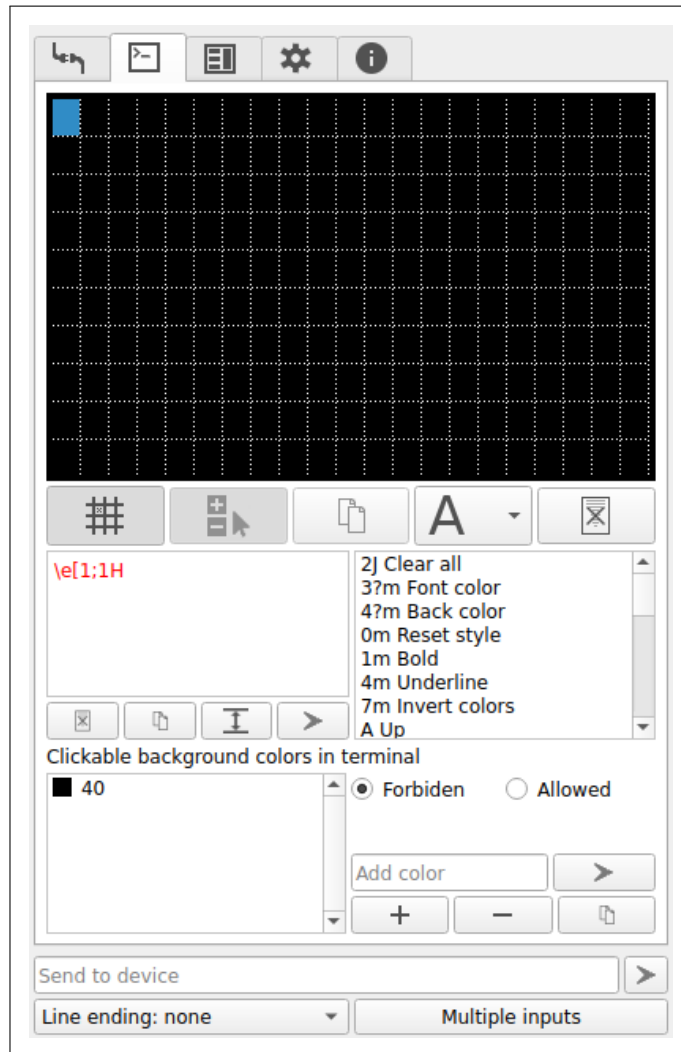 \e[1;1H
2J Clear all
3?m Font color
4?m Back color
0m Reset style
1m Bold
4m Underline
7m Invert colors
A Up
Clickable background colors in terminal
40
Forbiden
Allowed
Add color
Send to device
Line ending: none
Multiple inputs